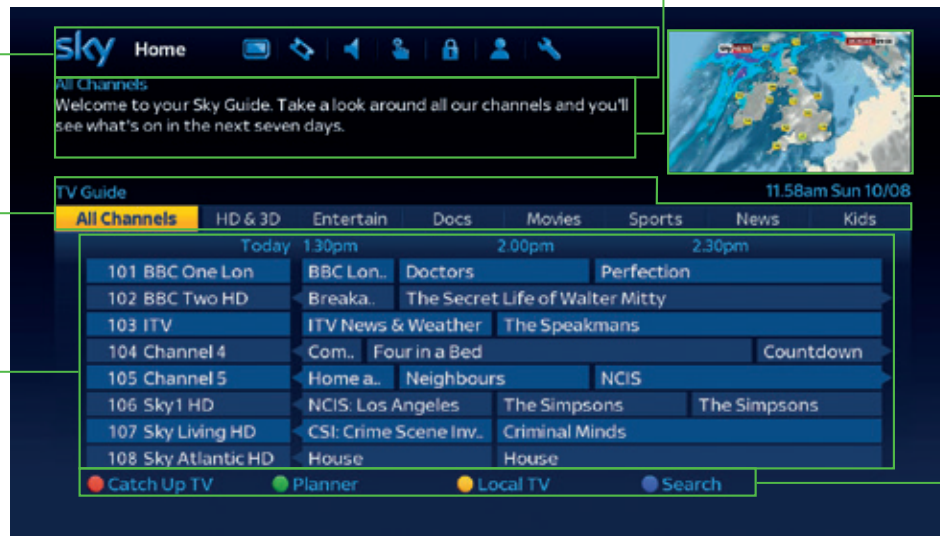 sky Home
All Channels
Welcome to your Sky Guide. Take a look around all our channels and you'll
see what's on in the next seven days.
TV Guide 11.58am Sun 10/08
All Channels HD & 3D Entertain Docs Movies Sports News Kids
Today 1.30pm 2.00pm 2.30pm
101 BBC One Lon BBC Lon.. Doctors Perfection
102 BBC Two HD Breaka.. The Secret Life of Walter Mitty
103 ITV ITV News & Weather The Speakmans
104 Channel 4 Com.. Four in a Bed Countdown
105 Channel 5 Home a.. Neighbours NCIS
106 Sky1 HD NCIS: Los Angeles The Simpsons The Simpsons
107 Sky Living HD CSI: Crime Scene Inv.. Criminal Minds
108 Sky Atlantic HD House House
Catch Up TV Planner Local TV Search